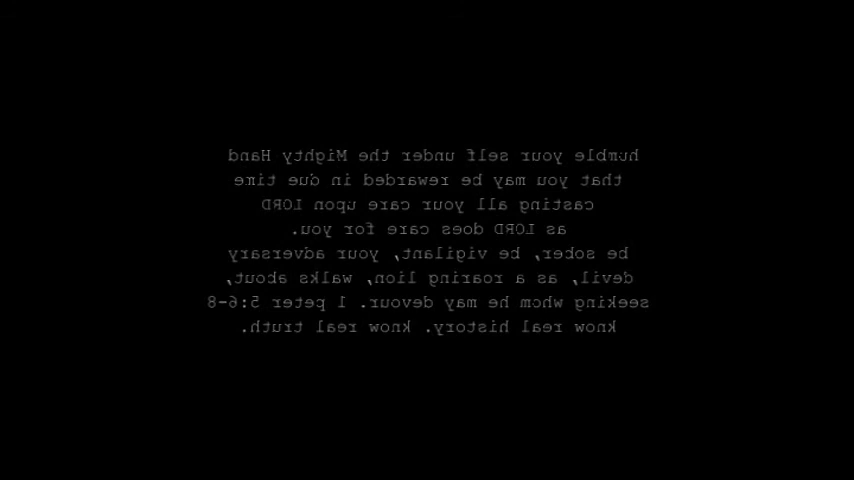 humble your self under the Mighty Hand
that you may be rewarded in due time
casting all your care upon LORD
as LORD does care for you.
be sober, be vigilant, your adversary
devil, as a roaring lion, walks about,
seeking whom he may devour. 1 peter 5:6-8
know real history. know real truth.